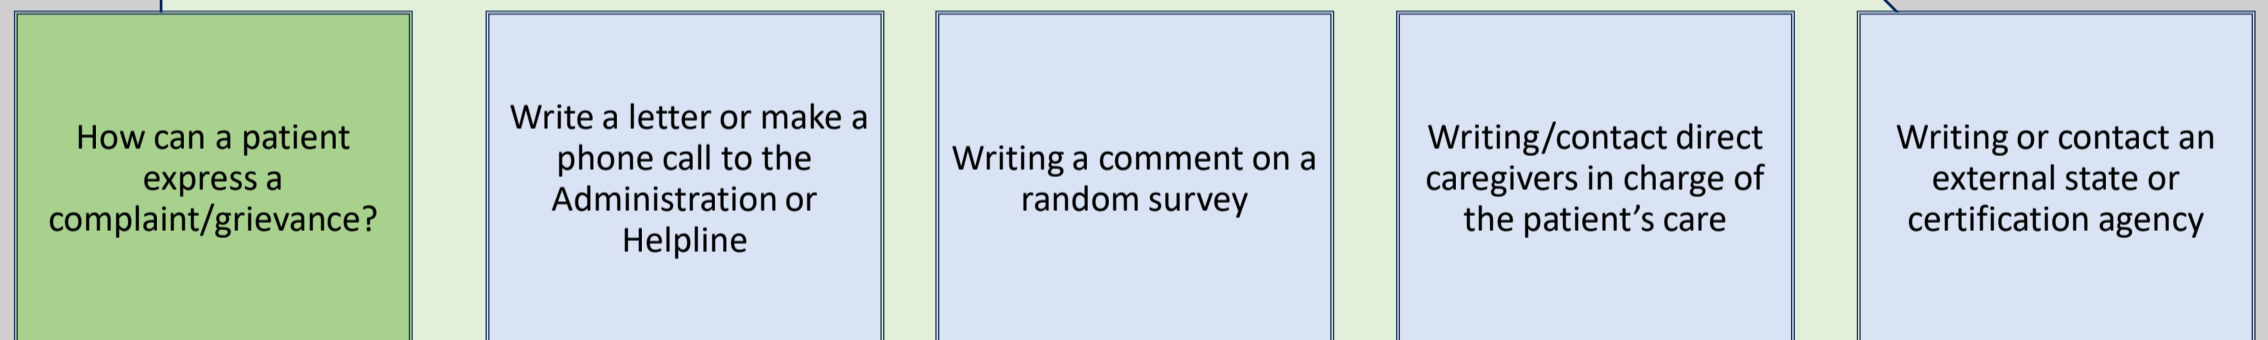 How can a patient
express a
complaint/grievance?
Write a letter or make a
phone call to the
Administration or
Helpline
Writing a comment on a
random survey
Writing/contact direct
caregivers in charge of
the patient’s care
Writing or contact an
external state or
certification agency